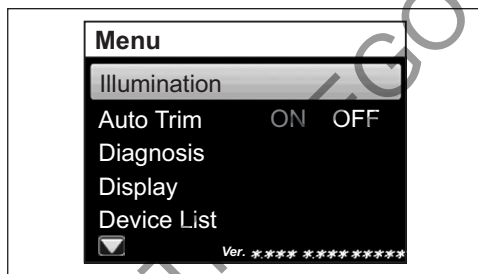 Menu
Illumination
Auto Trim ON OFF
Diagnosis
Display
Device List
Ver. *.*** *.*** *****